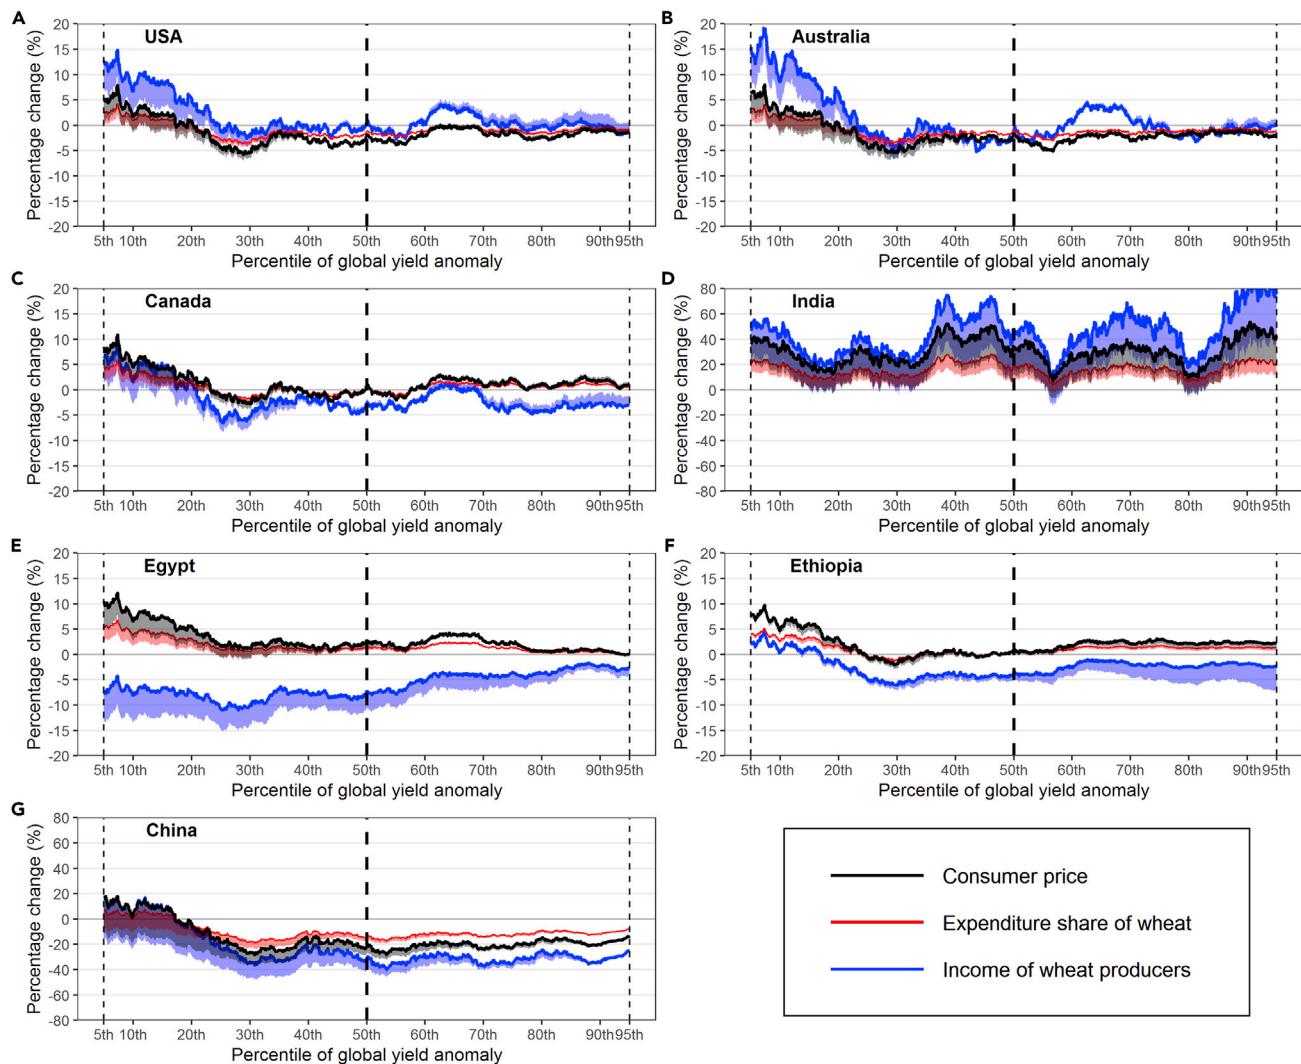 A
USA
Percentage change (%)
20
15
10
5
0
-5
-10
-15
-20
5th 10th 20th 30th 40th 50th 60th 70th 80th 90th 95th
Percentile of global yield anomaly
B
Australia
Percentage change (%)
20
15
10
5
0
-5
-10
-15
-20
5th 10th 20th 30th 40th 50th 60th 70th 80th 90th 95th
Percentile of global yield anomaly
C
Canada
Percentage change (%)
20
15
10
5
0
-5
-10
-15
-20
5th 10th 20th 30th 40th 50th 60th 70th 80th 90th 95th
Percentile of global yield anomaly
D
India
Percentage change (%)
80
60
40
20
0
-20
-40
-60
-80
5th 10th 20th 30th 40th 50th 60th 70th 80th 90th 95th
Percentile of global yield anomaly
E
Egypt
Percentage change (%)
20
15
10
5
0
-5
-10
-15
-20
5th 10th 20th 30th 40th 50th 60th 70th 80th 90th 95th
Percentile of global yield anomaly
F
Ethiopia
Percentage change (%)
20
15
10
5
0
-5
-10
-15
-20
5th 10th 20th 30th 40th 50th 60th 70th 80th 90th 95th
Percentile of global yield anomaly
G
China
Percentage change (%)
80
60
40
20
0
-20
-40
-60
-80
5th 10th 20th 30th 40th 50th 60th 70th 80th 90th 95th
Percentile of global yield anomaly
Consumer price
Expenditure share of wheat
Income of wheat producers